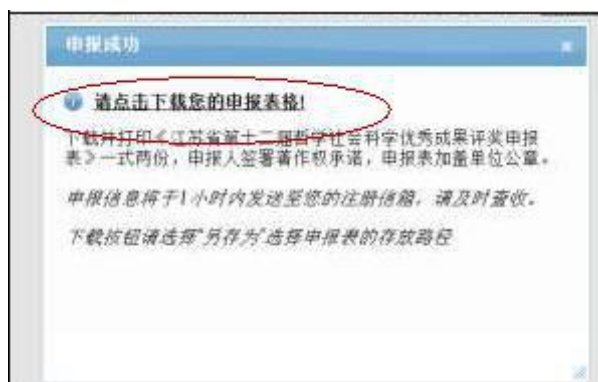 申报成功
请点击下载您的申报表格!
下载并打印《江苏省第十二届哲学社会科学优秀成果评奖申报
表》一式两份，申报人签署著作权承诺，申报表加盖单位公章。
申报信息将于1小时内发送至您的注册信箱，请及时查收。
下载按钮请选择"另存为"选择申报表的存放路径